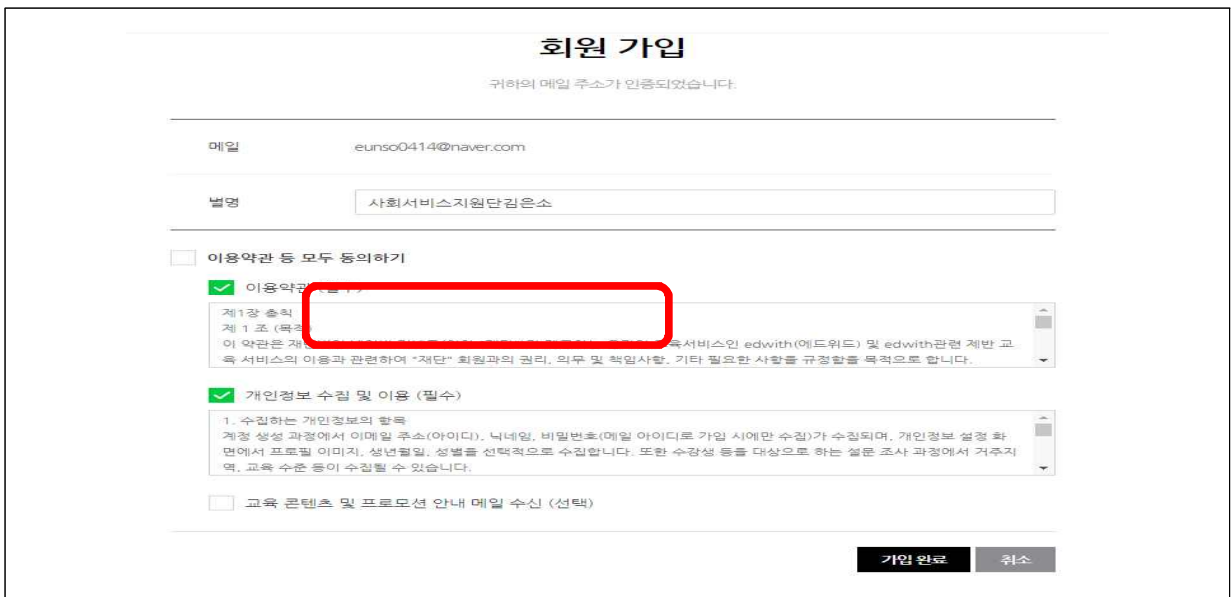 회원 가입
귀하의 메일 주소가 인증되었습니다.
메일 eunso0414@naver.com
별명 사회서비스지원단김은소
이용약관 등 모두 동의하기
이용약관
제1장 총칙
제 1 조 (목적)
이 약관은 edwith(에드위드) 및 edwith관련 제반 교
육 서비스의 이용과 관련하여 "재단" 회원과의 권리, 의무 및 책임사항, 기타 필요한 사항을 규정함을 목적으로 합니다.
개인정보 수집 및 이용 (필수)
1. 수집하는 개인정보의 항목
계정 생성 과정에서 이메일 주소(아이디), 닉네임, 비밀번호(메일 아이디로 가입 시에만 수집)가 수집되며, 개인정보 설정 화
면에서 프로필 이미지, 생년월일, 성별을 선택적으로 수집합니다. 또한 수강생 등을 대상으로 하는 설문 조사 과정에서 거주지
역, 교육 수준 등이 수집될 수 있습니다.
교육 콘텐츠 및 프로모션 안내 메일 수신 (선택)
가입 완료 취소